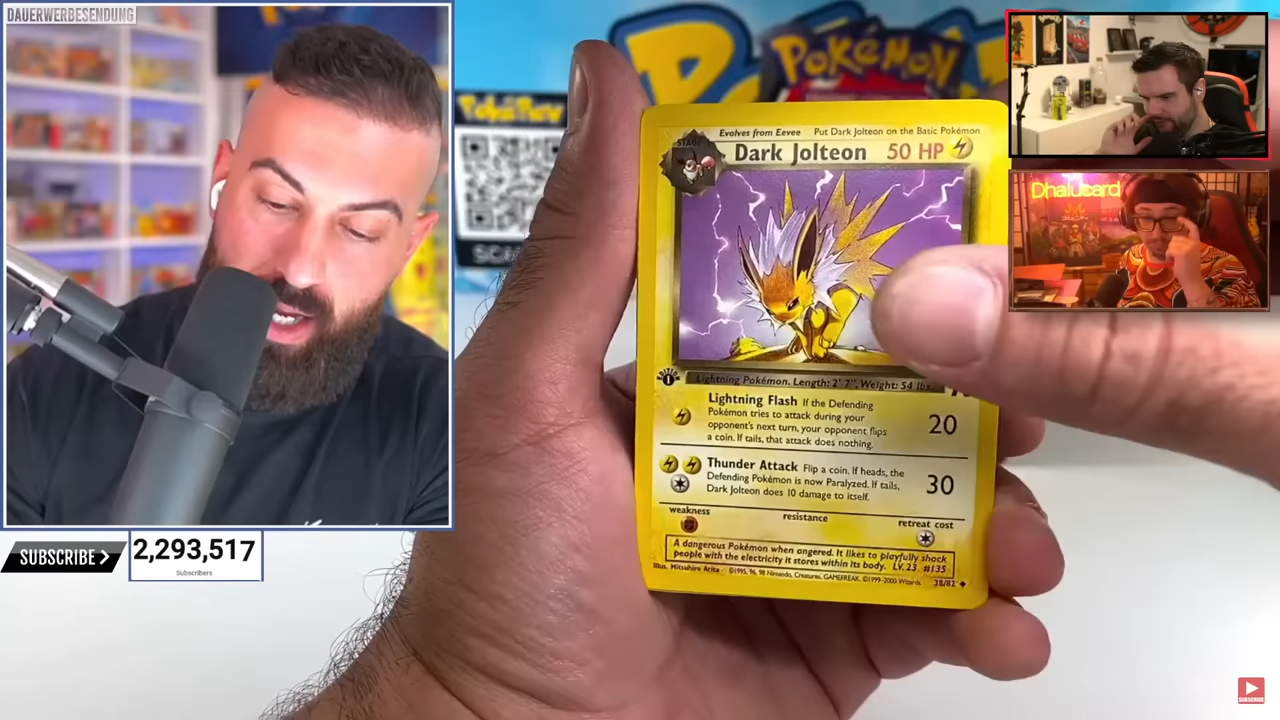 DAUERWERBESENDUNG
POKÉMON
Dhalucard
Evolves from Eevee Put Dark Jolteon on the Basic Pokémon
STAGE 1
Dark Jolteon 50 HP
EDITION 1
Lightning Pokémon. Length: 2' 7", Weight: 54 lbs.
Lightning Flash If the Defending
Pokémon tries to attack during your
opponent's next turn, your opponent flips
a coin. If tails, that attack does nothing.
20
Thunder Attack Flip a coin. If heads, the
Defending Pokémon is now Paralyzed. If tails,
Dark Jolteon does 10 damage to itself.
30
weakness resistance retreat cost
A dangerous Pokémon when angered. It likes to playfully shock
people with the electricity it stores within its body. LV. 23 #135
Illus. Mitsuhiro Arita ©1995, 96, 98 Nintendo, Creatures, GAMEFREAK. ©1999-2000 Wizards. 38/82
SUBSCRIBE
2,293,517
Subscribers
SUBSCRIBE